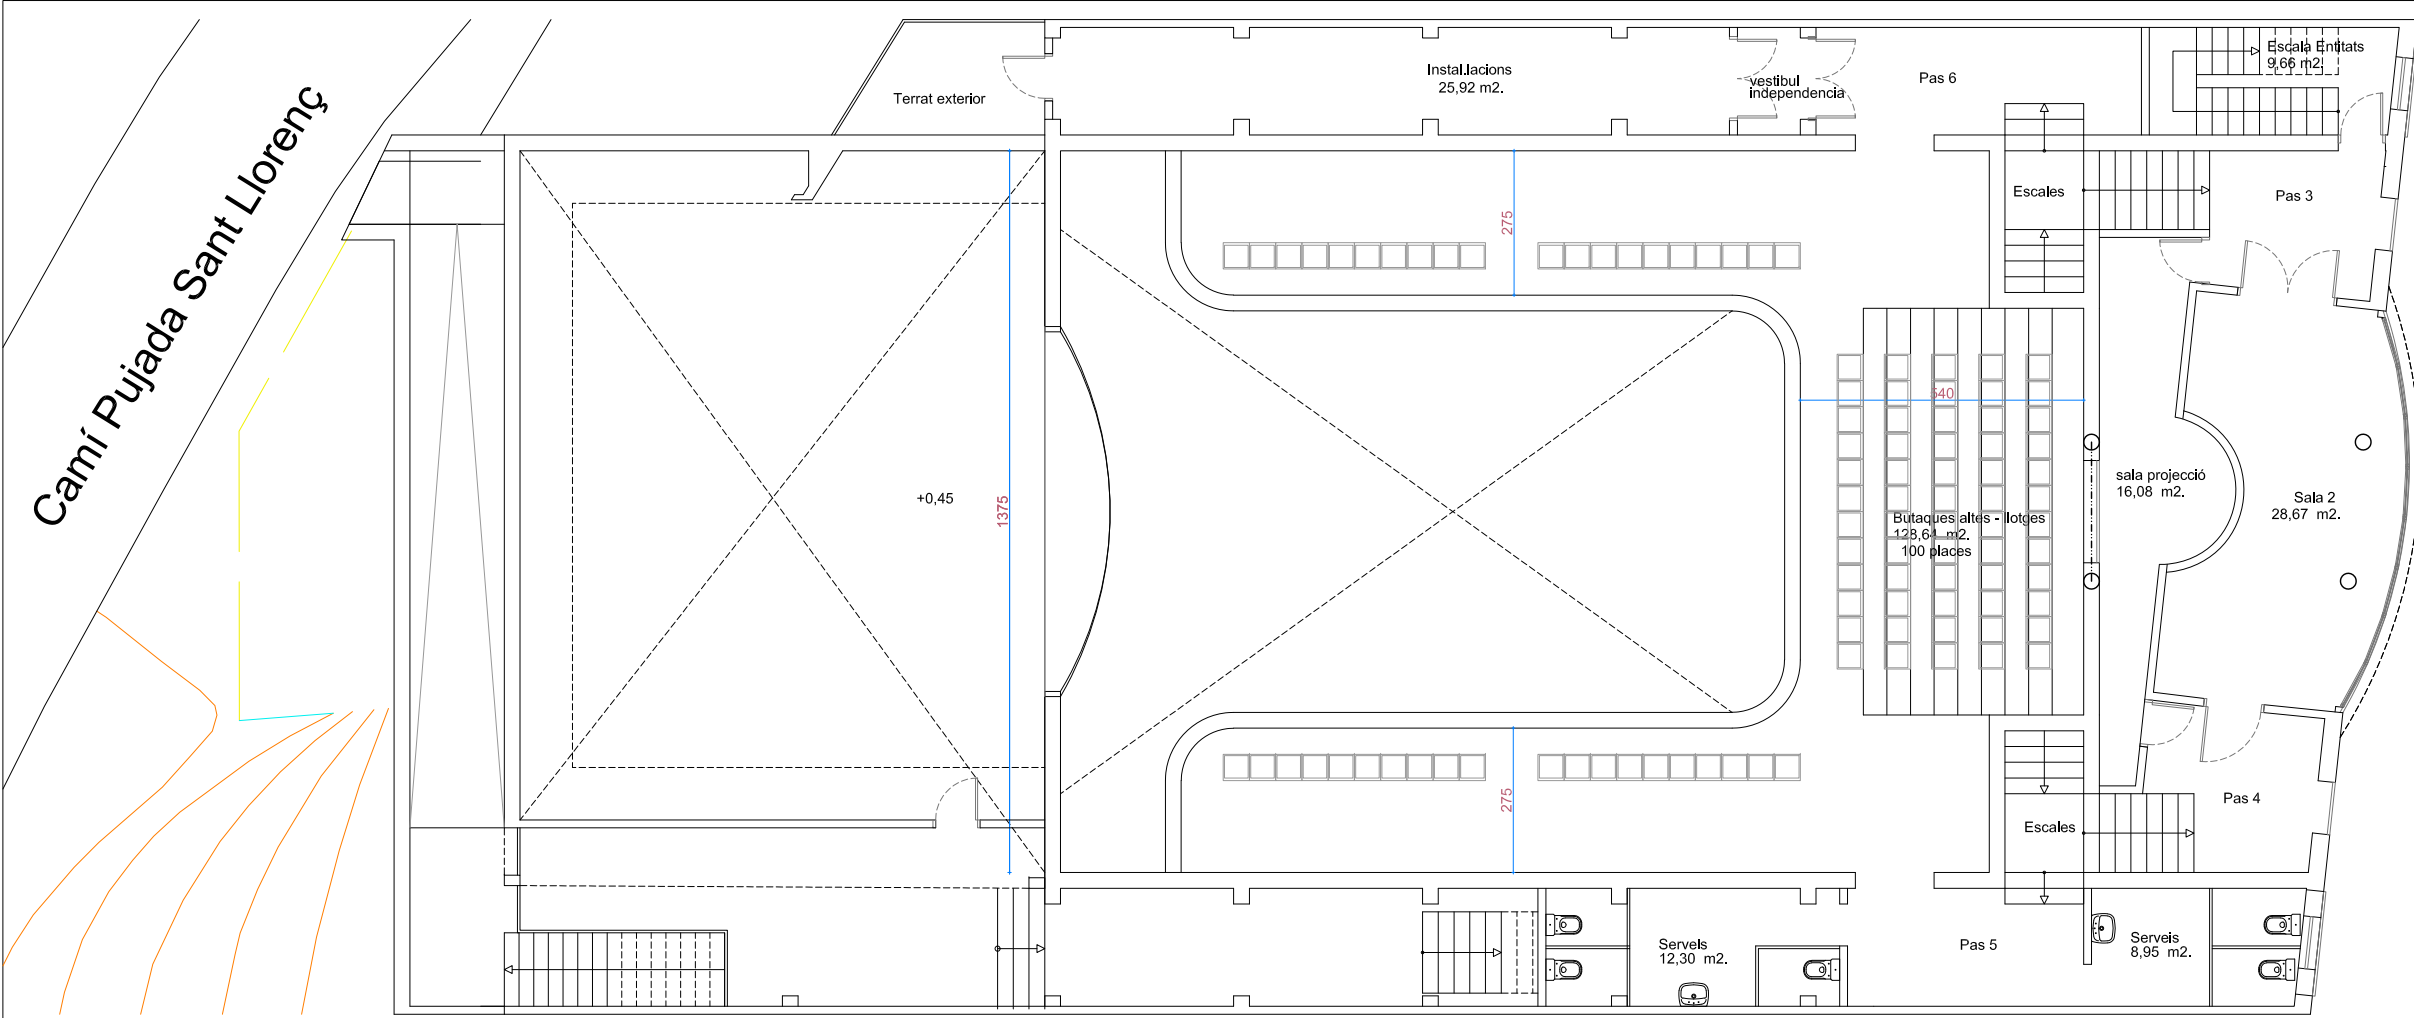 Camí Pujada Sant Llorenç
Terrat exterior
Instal.lacions
25,92 m2.
vestibul
independencia
Pas 6
Escala Entitats
9,66 m2.
Escales
Pas 3
275
540
1375
+0,45
sala projecció
16,08 m2.
Sala 2
28,67 m2.
Butaques altes - llotges
128,64 m2.
100 places
275
Pas 4
Escales
Serveis
12,30 m2.
Pas 5
Serveis
8,95 m2.